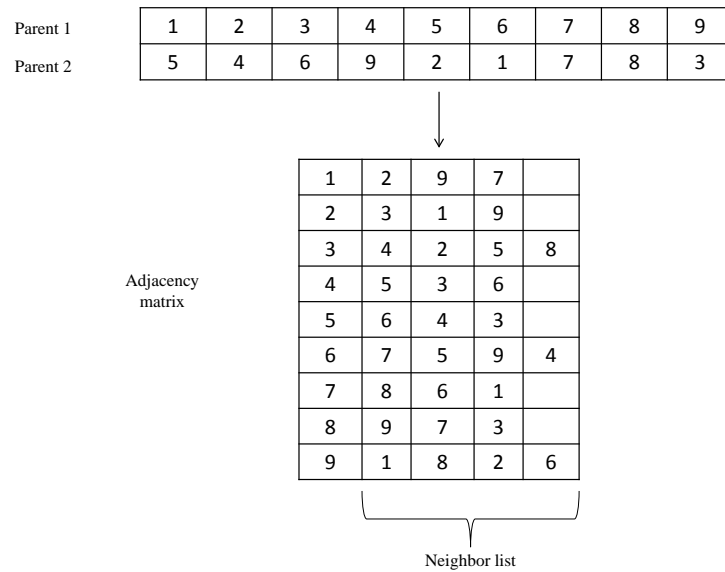 Parent 1 1 2 3 4 5 6 7 8 9
Parent 2 5 4 6 9 2 1 7 8 3
1 2 9 7
2 3 1 9
3 4 2 5 8
4 5 3 6
5 6 4 3
6 7 5 9 4
7 8 6 1
8 9 7 3
9 1 8 2 6
Adjacency
matrix
Neighbor list